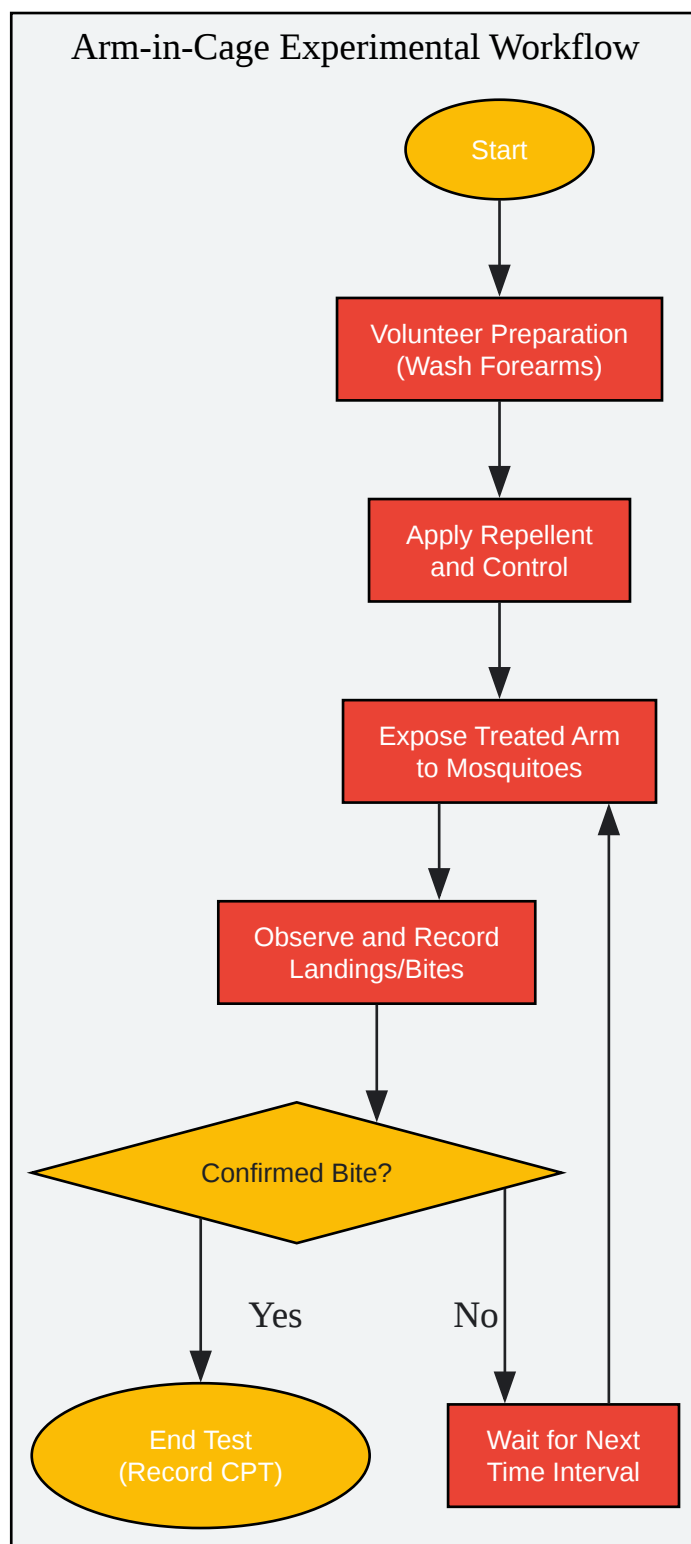 Arm-in-Cage Experimental Workflow
Start
Volunteer Preparation
(Wash Forearms)
Apply Repellent
and Control
Expose Treated Arm
to Mosquitoes
Observe and Record
Landings/Bites
Confirmed Bite?
Yes
No
End Test
(Record CPT)
Wait for Next
Time Interval